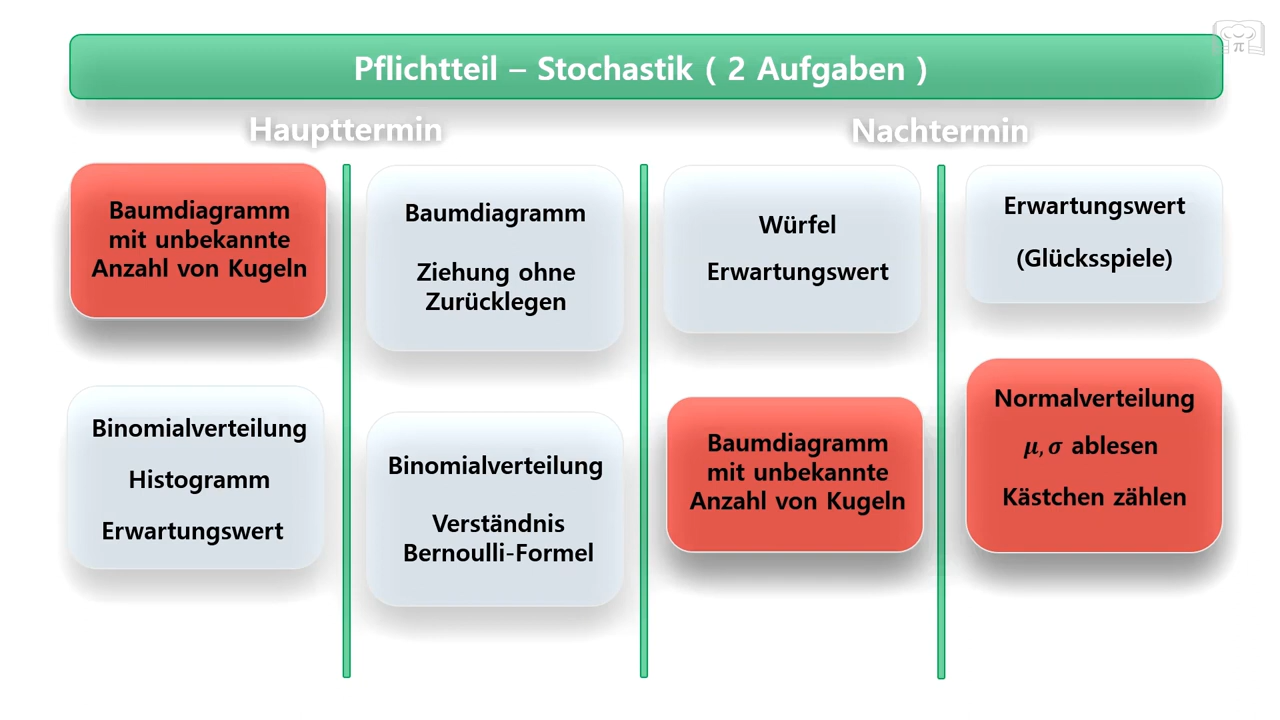 Pflichtteil – Stochastik ( 2 Aufgaben )
Haupttermin
Nachtermin
Baumdiagramm
mit unbekannte
Anzahl von Kugeln
Binomialverteilung
Histogramm
Erwartungswert
Baumdiagramm
Ziehung ohne
Zurücklegen
Binomialverteilung
Verständnis
Bernoulli-Formel
Würfel
Erwartungswert
Baumdiagramm
mit unbekannte
Anzahl von Kugeln
Erwartungswert
(Glücksspiele)
Normalverteilung
μ, σ ablesen
Kästchen zählen
π